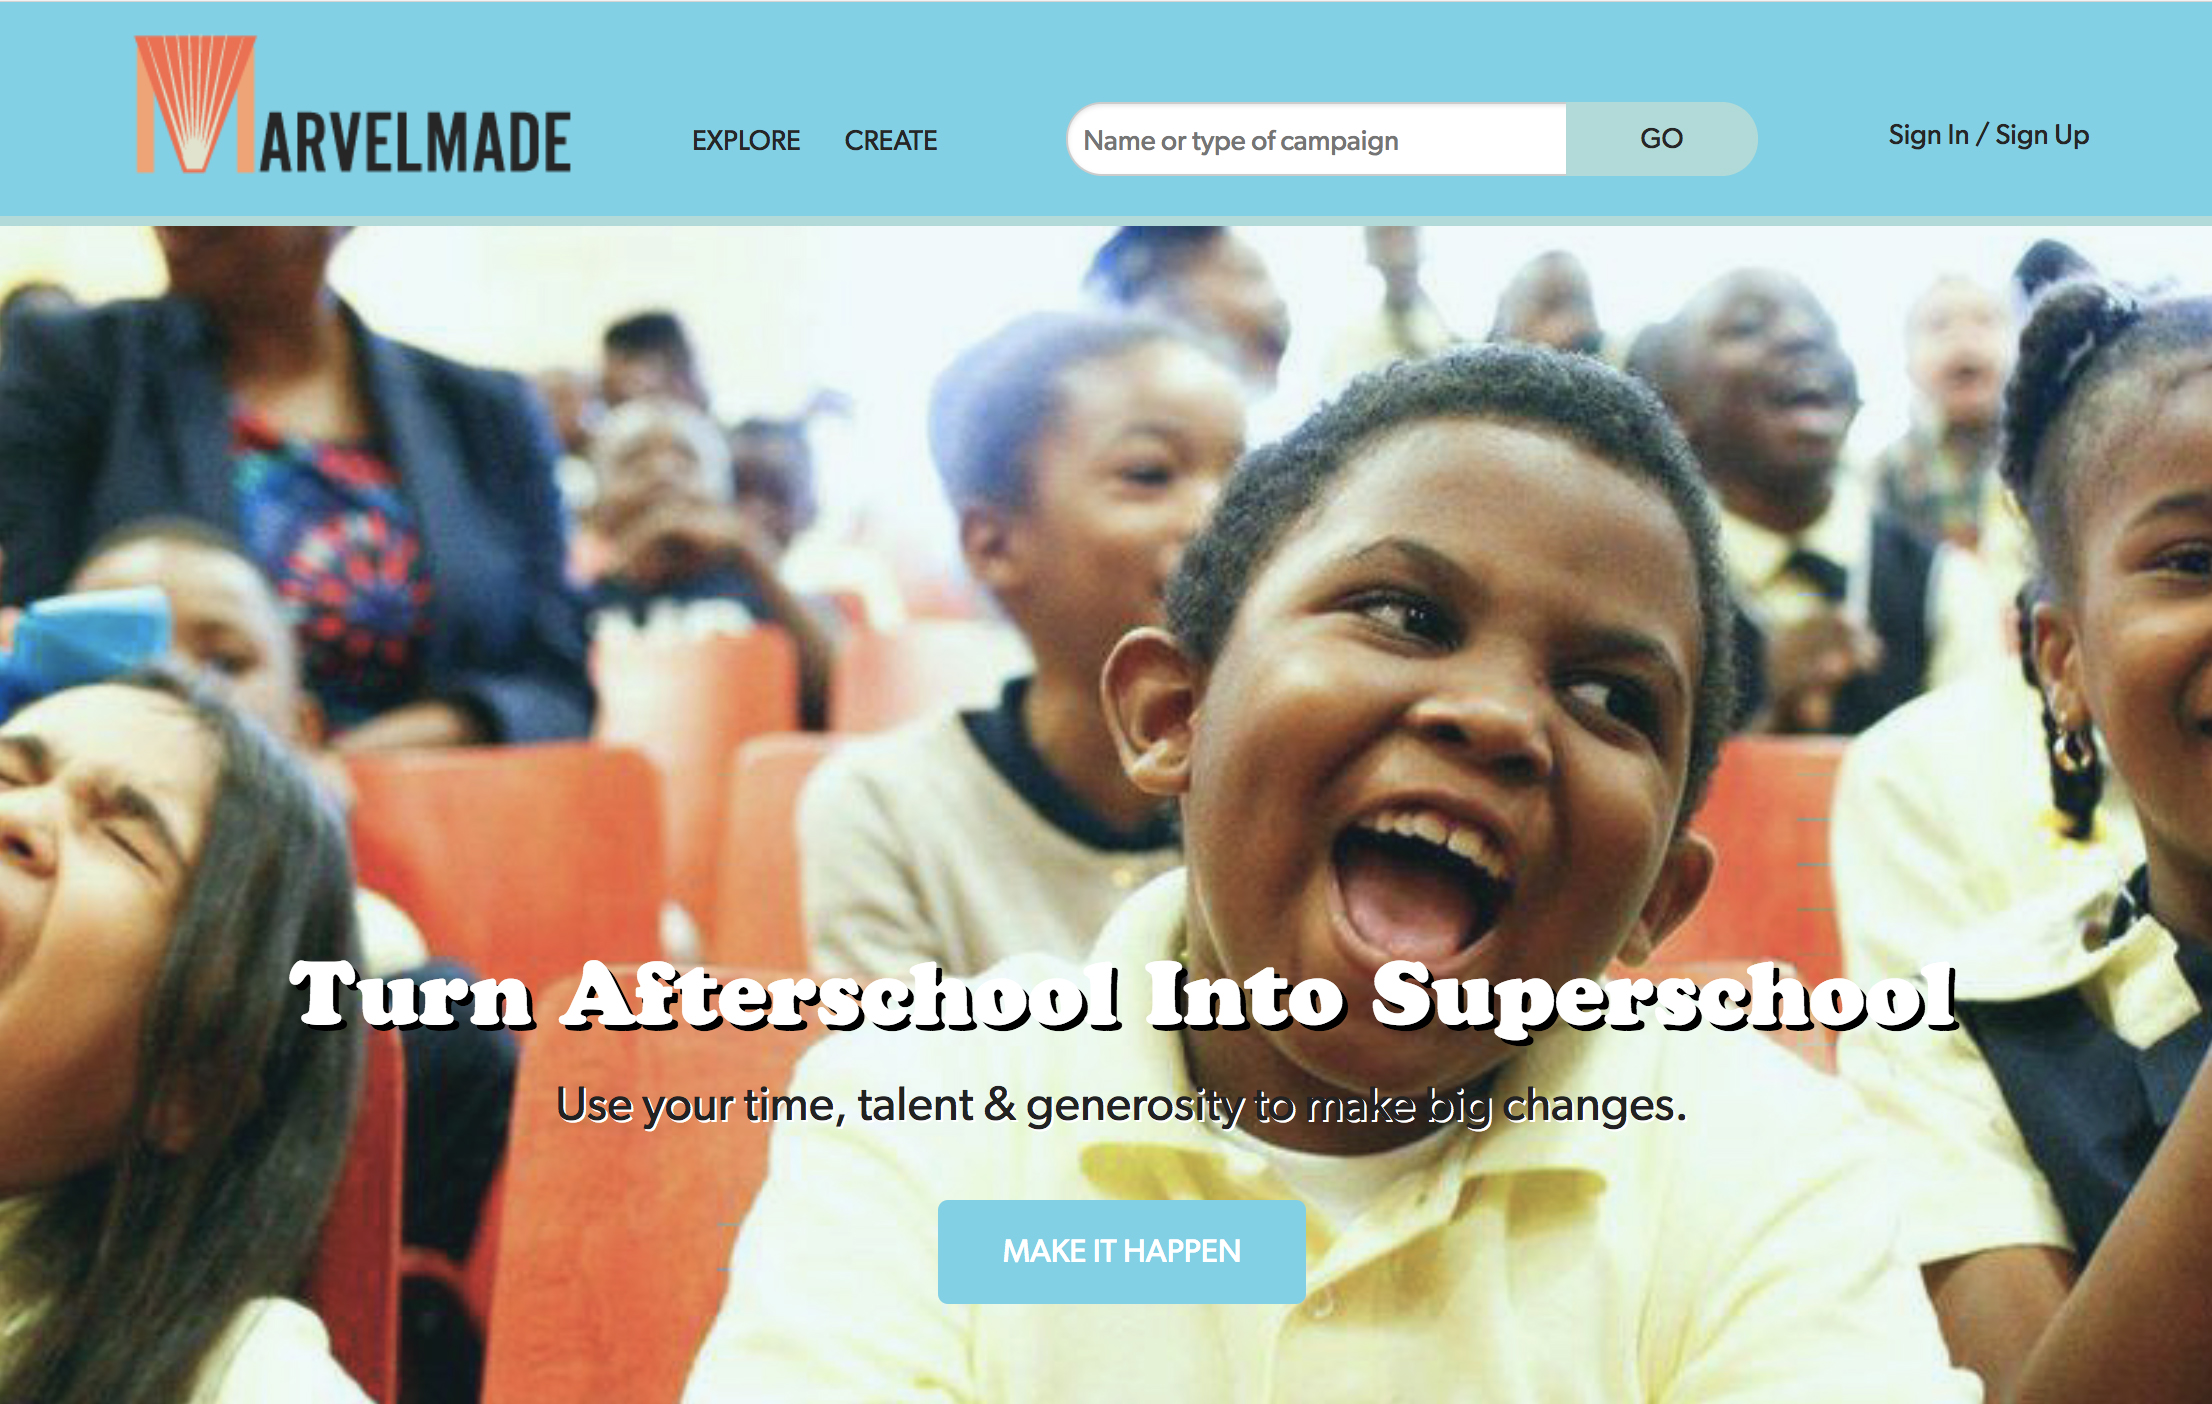 MARVELMADE
EXPLORE CREATE Name or type of campaign GO Sign In / Sign Up
Turn Afterschool Into Superschool
Use your time, talent & generosity to make big changes.
MAKE IT HAPPEN